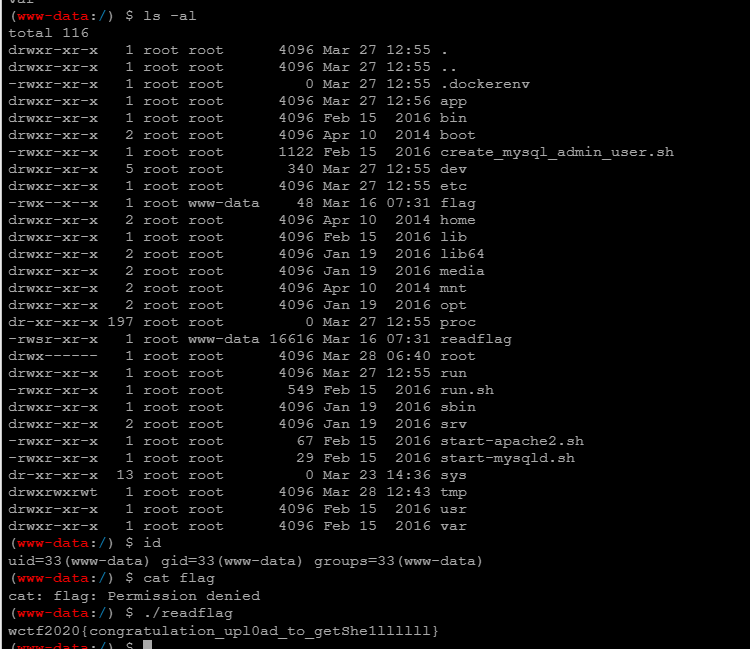 var
(www-data:/) $ ls -al
total 116
drwxr-xr-x   1 root root      4096 Mar 27 12:55 .
drwxr-xr-x   1 root root      4096 Mar 27 12:55 ..
-rwxr-xr-x   1 root root         0 Mar 27 12:55 .dockerenv
drwxr-xr-x   1 root root      4096 Mar 27 12:56 app
drwxr-xr-x   1 root root      4096 Feb 15  2016 bin
drwxr-xr-x   2 root root      4096 Apr 10  2014 boot
-rwxr-xr-x   1 root root      1122 Feb 15  2016 create_mysql_admin_user.sh
drwxr-xr-x   5 root root       340 Mar 27 12:55 dev
drwxr-xr-x   1 root root      4096 Mar 27 12:55 etc
-rwx--x--x   1 root www-data    48 Mar 16 07:31 flag
drwxr-xr-x   2 root root      4096 Apr 10  2014 home
drwxr-xr-x   1 root root      4096 Feb 15  2016 lib
drwxr-xr-x   2 root root      4096 Jan 19  2016 lib64
drwxr-xr-x   2 root root      4096 Jan 19  2016 media
drwxr-xr-x   2 root root      4096 Apr 10  2014 mnt
drwxr-xr-x   2 root root      4096 Jan 19  2016 opt
dr-xr-xr-x 197 root root         0 Mar 27 12:55 proc
-rwsr-xr-x   1 root www-data 16616 Mar 16 07:31 readflag
drwx------   1 root root      4096 Mar 28 06:40 root
drwxr-xr-x   1 root root      4096 Mar 27 12:55 run
-rwxr-xr-x   1 root root       549 Feb 15  2016 run.sh
drwxr-xr-x   1 root root      4096 Jan 19  2016 sbin
drwxr-xr-x   2 root root      4096 Jan 19  2016 srv
-rwxr-xr-x   1 root root        67 Feb 15  2016 start-apache2.sh
-rwxr-xr-x   1 root root        29 Feb 15  2016 start-mysqld.sh
dr-xr-xr-x  13 root root         0 Mar 23 14:36 sys
drwxrwxrwt   1 root root      4096 Mar 28 12:43 tmp
drwxr-xr-x   1 root root      4096 Feb 15  2016 usr
drwxr-xr-x   1 root root      4096 Feb 15  2016 var
(www-data:/) $ id
uid=33(www-data) gid=33(www-data) groups=33(www-data)
(www-data:/) $ cat flag
cat: flag: Permission denied
(www-data:/) $ ./readflag
wctf2020{congratulation_upl0ad_to_getShe1lllllll}
(www-data:/) $